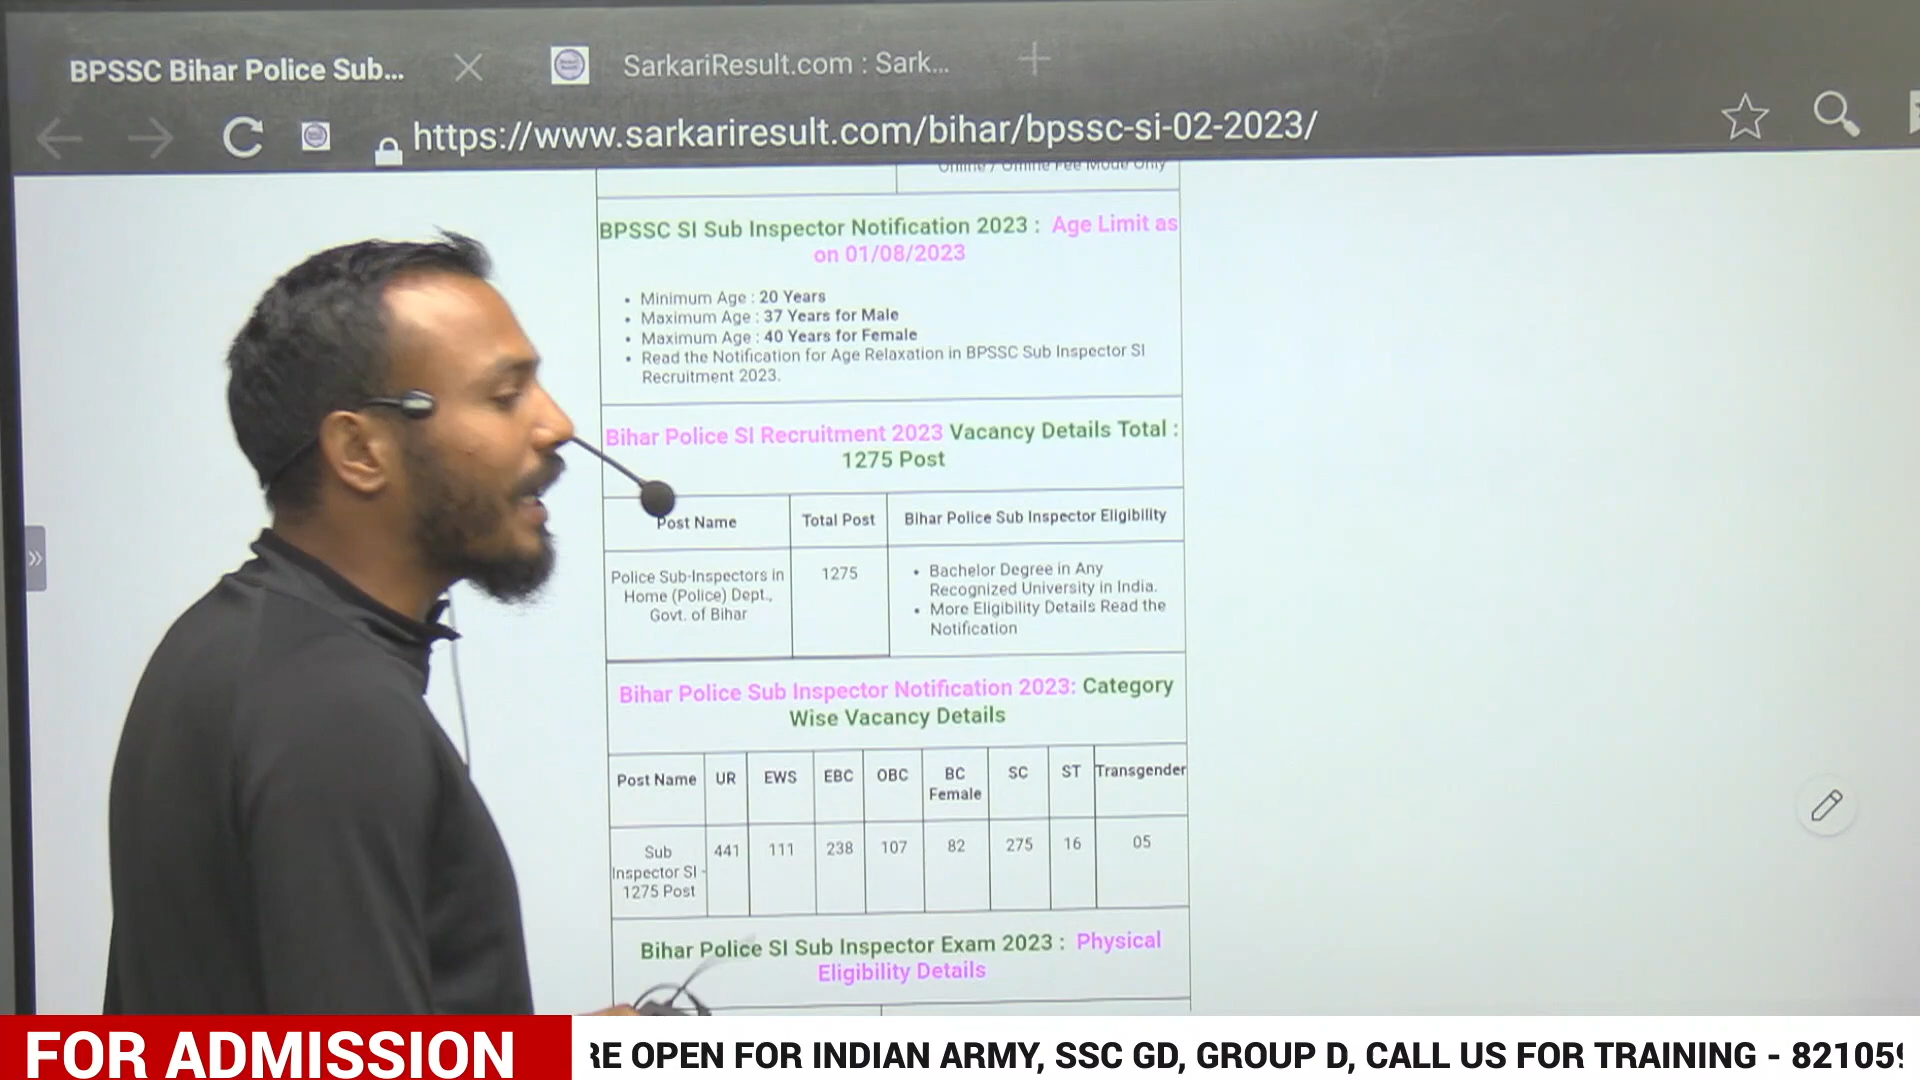 BPSSC Bihar Police Sub...
SarkariResult.com : Sark...
https://www.sarkariresult.com/bihar/bpssc-si-02-2023/
Online / Offline Fee Mode Only
BPSSC SI Sub Inspector Notification 2023 : Age Limit as
on 01/08/2023
• Minimum Age : 20 Years
• Maximum Age : 37 Years for Male
• Maximum Age : 40 Years for Female
• Read the Notification for Age Relaxation in BPSSC Sub Inspector SI
Recruitment 2023.
Bihar Police SI Recruitment 2023 Vacancy Details Total :
1275 Post
Post Name Total Post Bihar Police Sub Inspector Eligibility
Police Sub-Inspectors in
Home (Police) Dept.,
Govt. of Bihar
1275
• Bachelor Degree in Any
Recognized University in India.
• More Eligibility Details Read the
Notification
Bihar Police Sub Inspector Notification 2023: Category
Wise Vacancy Details
Post Name UR EWS EBC OBC BC
Female SC ST Transgender
Sub
Inspector SI -
1275 Post
441 111 238 107 82 275 16 05
Bihar Police SI Sub Inspector Exam 2023 : Physical
Eligibility Details
FOR ADMISSION
RE OPEN FOR INDIAN ARMY, SSC GD, GROUP D, CALL US FOR TRAINING - 821059